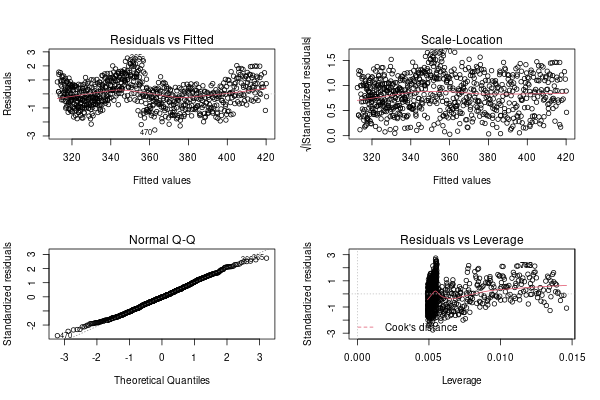 Residuals vs Fitted
Residuals
3
2
1
-1
-3
470
320 340 360 380 400 420
Fitted values
Scale-Location
√|Standardized residuals|
1.5
1.0
0.5
0.0
320 340 360 380 400 420
Fitted values
Normal Q-Q
Standardized residuals
3
2
1
0
-2
470
-3 -2 -1 0 1 2 3
Theoretical Quantiles
Residuals vs Leverage
Standardized residuals
3
1
-1
-3
Cook's distance
0.000 0.005 0.010 0.015
Leverage